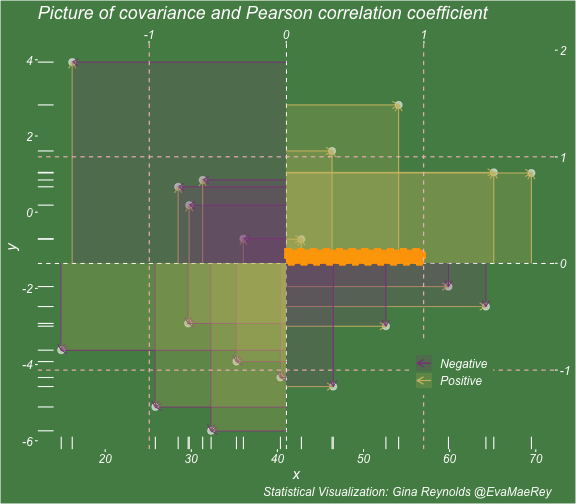 Picture of covariance and Pearson correlation coefficient
-1 0 1
4
2
0
-2
-4
-6
y
2
1
0
-1
Negative
Positive
20 30 40 50 60 70
x
Statistical Visualization: Gina Reynolds @EvaMaeRey